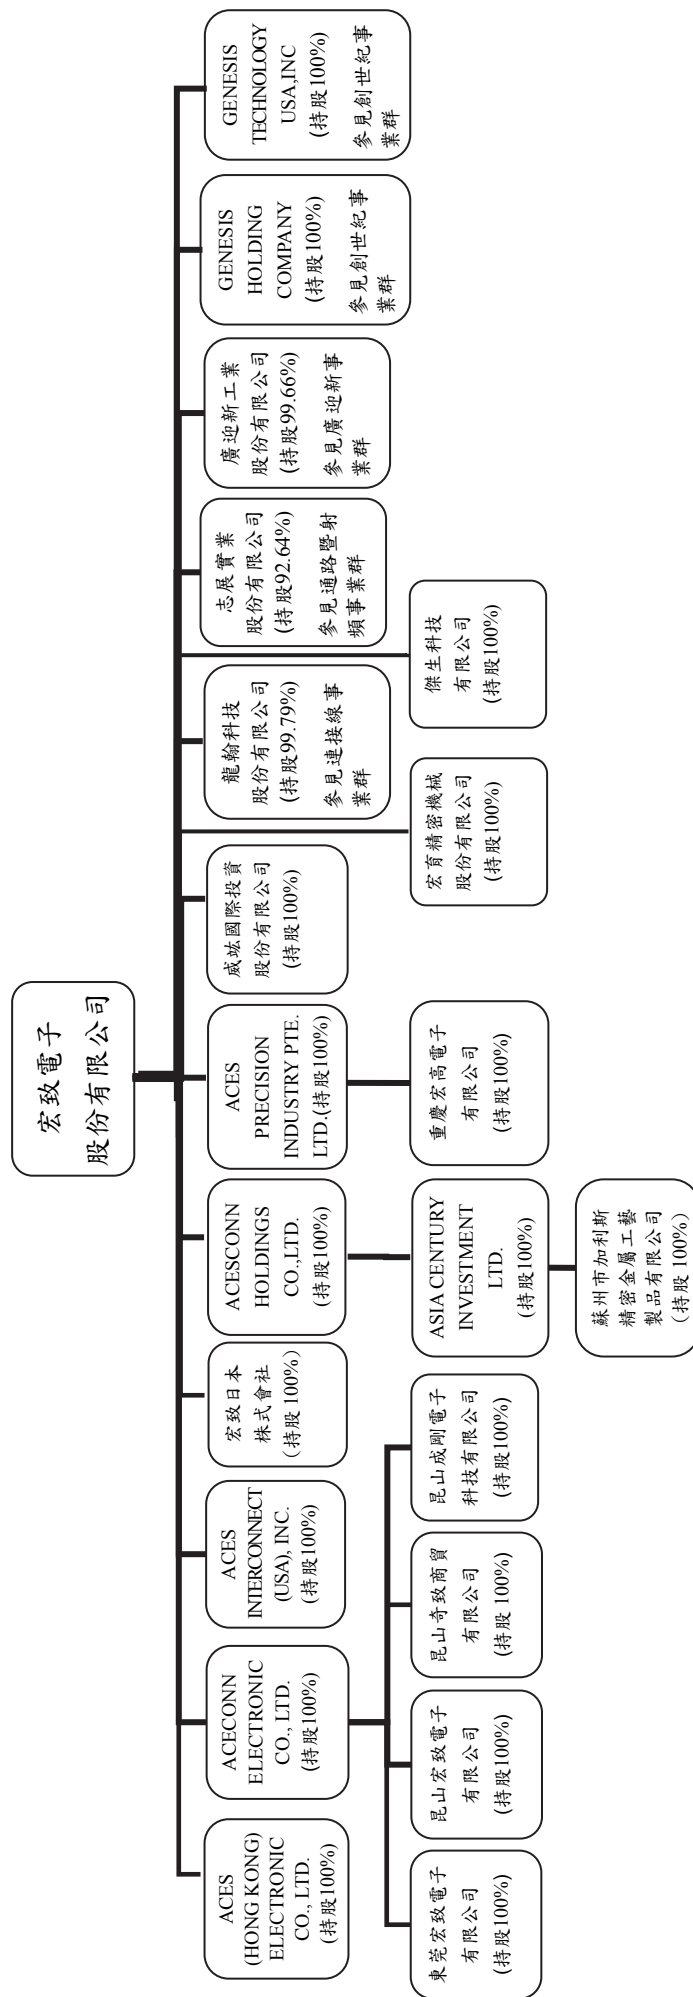 宏致電子
股份有限公司
ACES
(HONG KONG)
ELECTRONIC
CO., LTD.
(持股100%)
ACECONN
ELECTRONIC
CO., LTD.
(持股100%)
ACES
INTERCONNECT
(USA), INC.
(持股100%)
宏致日本
株式會社
（持股 100%）
ACESCONN
HOLDINGS
CO.,LTD.
(持股100%)
ACES
PRECISION
INDUSTRY PTE.
LTD.(持股100%)
威竑國際投資
股份有限公司
(持股100%)
龍翰科技
股份有限公司
(持股99.79%)
參見連接線事
業群
志展實業
股份有限公司
(持股92.64%)
參見通路暨射
頻事業群
廣迎新工業
股份有限公司
(持股99.66%)
參見廣迎新事
業群
GENESIS
HOLDING
COMPANY
(持股100%)
參見創世紀事
業群
GENESIS
TECHNOLOGY
USA,INC
(持股100%)
參見創世紀事
業群
東莞宏致電子
有限公司
(持股100%)
昆山宏致電子
有限公司
(持股100%)
昆山奇致商貿
有限公司
(持股 100%)
昆山成剛電子
科技有限公司
(持股100%)
ASIA CENTURY
INVESTMENT
LTD.
(持股100%)
重慶宏高電子
有限公司
(持股100%)
宏育精密機械
股份有限公司
(持股100%)
傑生科技
有限公司
(持股100%)
蘇州市加利斯
精密金屬工藝
製品有限公司
（持股 100%）